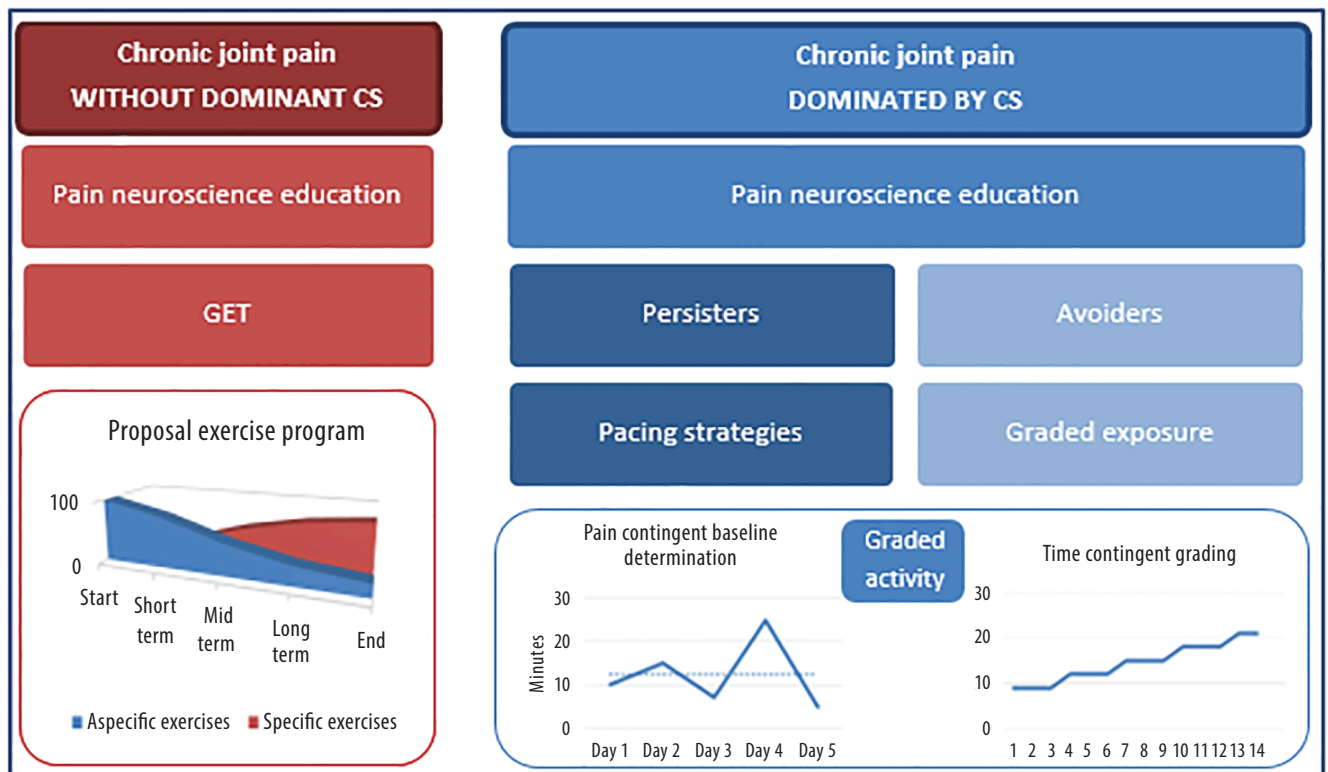 Chronic joint pain
WITHOUT DOMINANT CS
Pain neuroscience education
GET
Proposal exercise program
100
0
Start
Short
term
Mid
term
Long
term
End
Aspecific exercises
Specific exercises
Chronic joint pain
DOMINATED BY CS
Pain neuroscience education
Persisters
Avoiders
Pacing strategies
Graded exposure
Pain contingent baseline
determination
Minutes
30
20
10
0
Day 1 Day 2 Day 3 Day 4 Day 5
Graded
activity
Time contingent grading
30
20
10
0
1 2 3 4 5 6 7 8 9 10 11 12 13 14